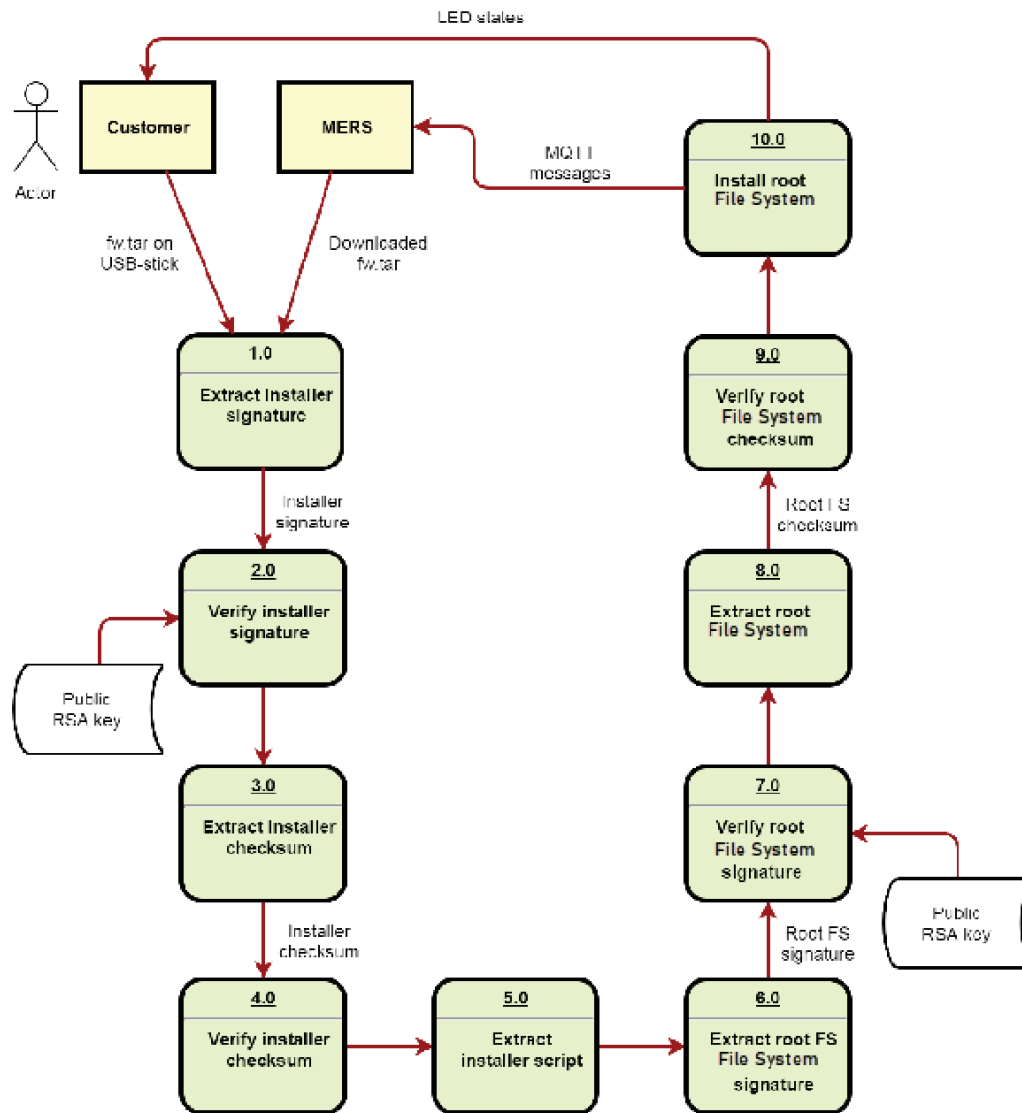 LED states
Customer
MERS
Actor
MQTT
messages
10.0
Install root
File System
fw.tar on
USB-stick
Downloaded
fw.tar
1.0
Extract installer
signature
9.0
Verify root
File System
checksum
Installer
signature
Root FS
checksum
2.0
Verify installer
signature
8.0
Extract root
File System
Public
RSA key
3.0
Extract installer
checksum
7.0
Verify root
File System
signature
Public
RSA key
Installer
checksum
Root FS
signature
4.0
Verify installer
checksum
5.0
Extract
installer script
6.0
Extract root FS
File System
signature